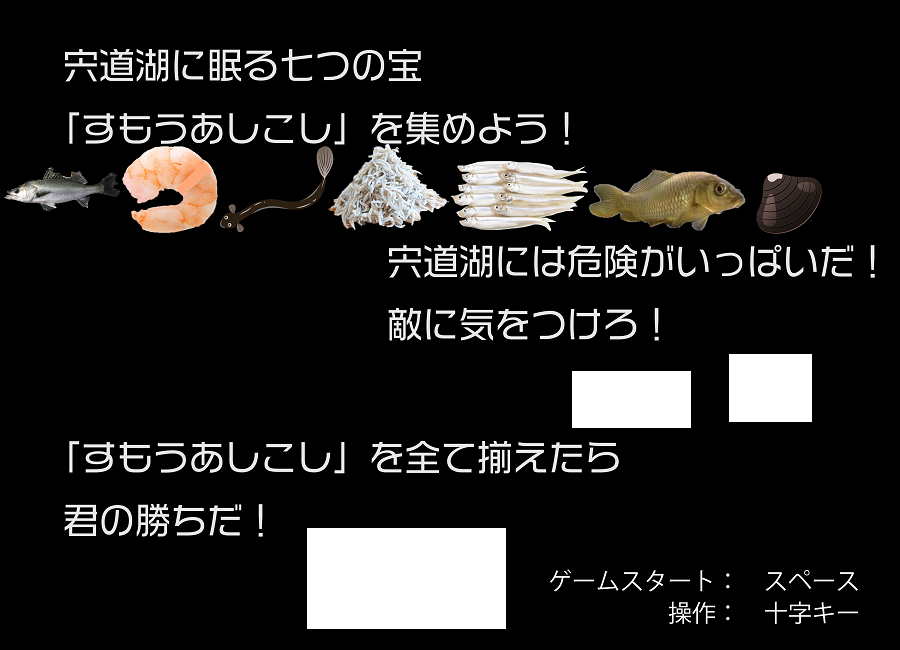 宍道湖に眠る七つの宝
「すもうあしこし」を集めよう！
宍道湖には危険がいっぱいだ！
敵に気をつけろ！
「すもうあしこし」を全て揃えたら
君の勝ちだ！
ゲームスタート：　スペース
操作：　十字キー